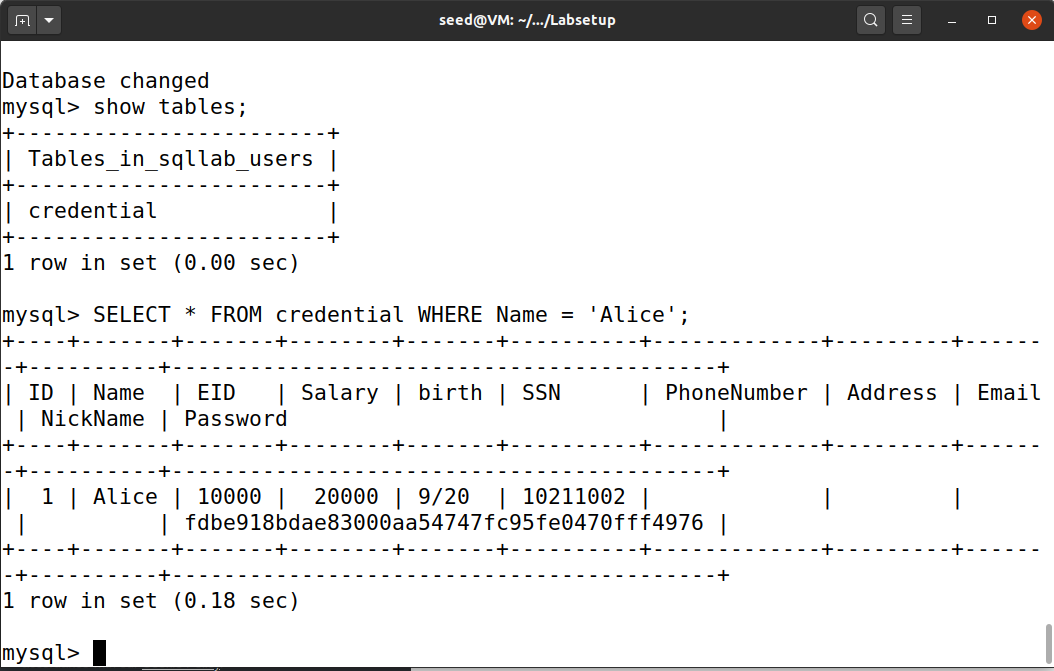 seed@VM: ~/.../Labsetup
Database changed
mysql> show tables;
+------------------------+
| Tables_in_sqllab_users |
+------------------------+
| credential             |
+------------------------+
1 row in set (0.00 sec)

mysql> SELECT * FROM credential WHERE Name = 'Alice';
+----+-------+-------+--------+-------+----------+-------------+---------+------
-+----------+------------------------------------------+
| ID | Name  | EID   | Salary | birth | SSN      | PhoneNumber | Address | Email
 | NickName | Password                                 |
+----+-------+-------+--------+-------+----------+-------------+---------+------
-+----------+------------------------------------------+
|  1 | Alice | 10000 |  20000 | 9/20  | 10211002 |             |         |
 |          | fdbe918bdae83000aa54747fc95fe0470fff4976 |
+----+-------+-------+--------+-------+----------+-------------+---------+------
-+----------+------------------------------------------+
1 row in set (0.18 sec)

mysql>